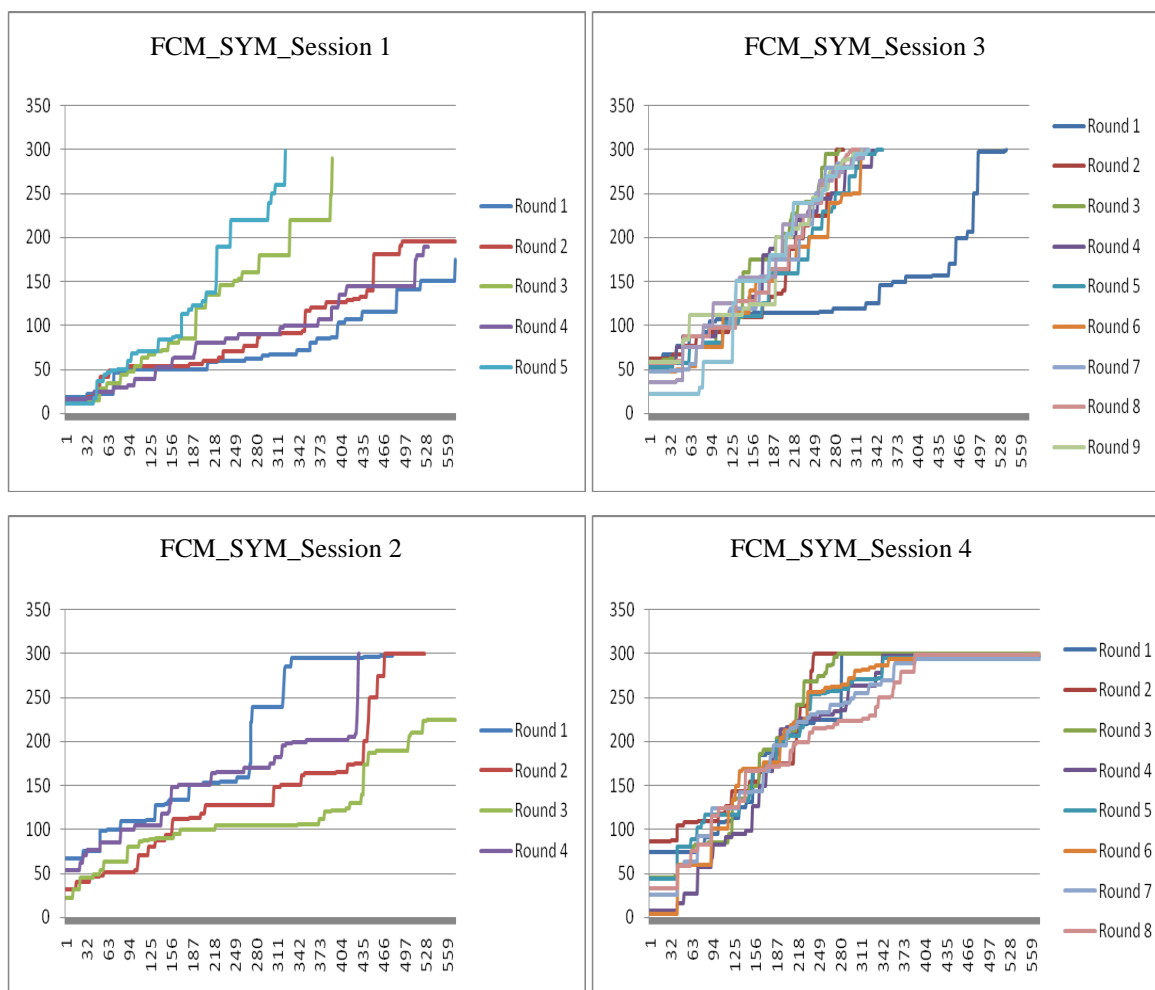 FCM_SYM_Session 1
350
300
250
200
150
100
50
0
1 32 63 94 125 156 187 218 249 280 311 342 373 404 435 466 497 528 559
Round 1
Round 2
Round 3
Round 4
Round 5
FCM_SYM_Session 3
350
300
250
200
150
100
50
0
1 32 63 94 125 156 187 218 249 280 311 342 373 404 435 466 497 528 559
Round 1
Round 2
Round 3
Round 4
Round 5
Round 6
Round 7
Round 8
Round 9
FCM_SYM_Session 2
350
300
250
200
150
100
50
0
1 32 63 94 125 156 187 218 249 280 311 342 373 404 435 466 497 528 559
Round 1
Round 2
Round 3
Round 4
FCM_SYM_Session 4
350
300
250
200
150
100
50
0
1 32 63 94 125 156 187 218 249 280 311 342 373 404 435 466 497 528 559
Round 1
Round 2
Round 3
Round 4
Round 5
Round 6
Round 7
Round 8